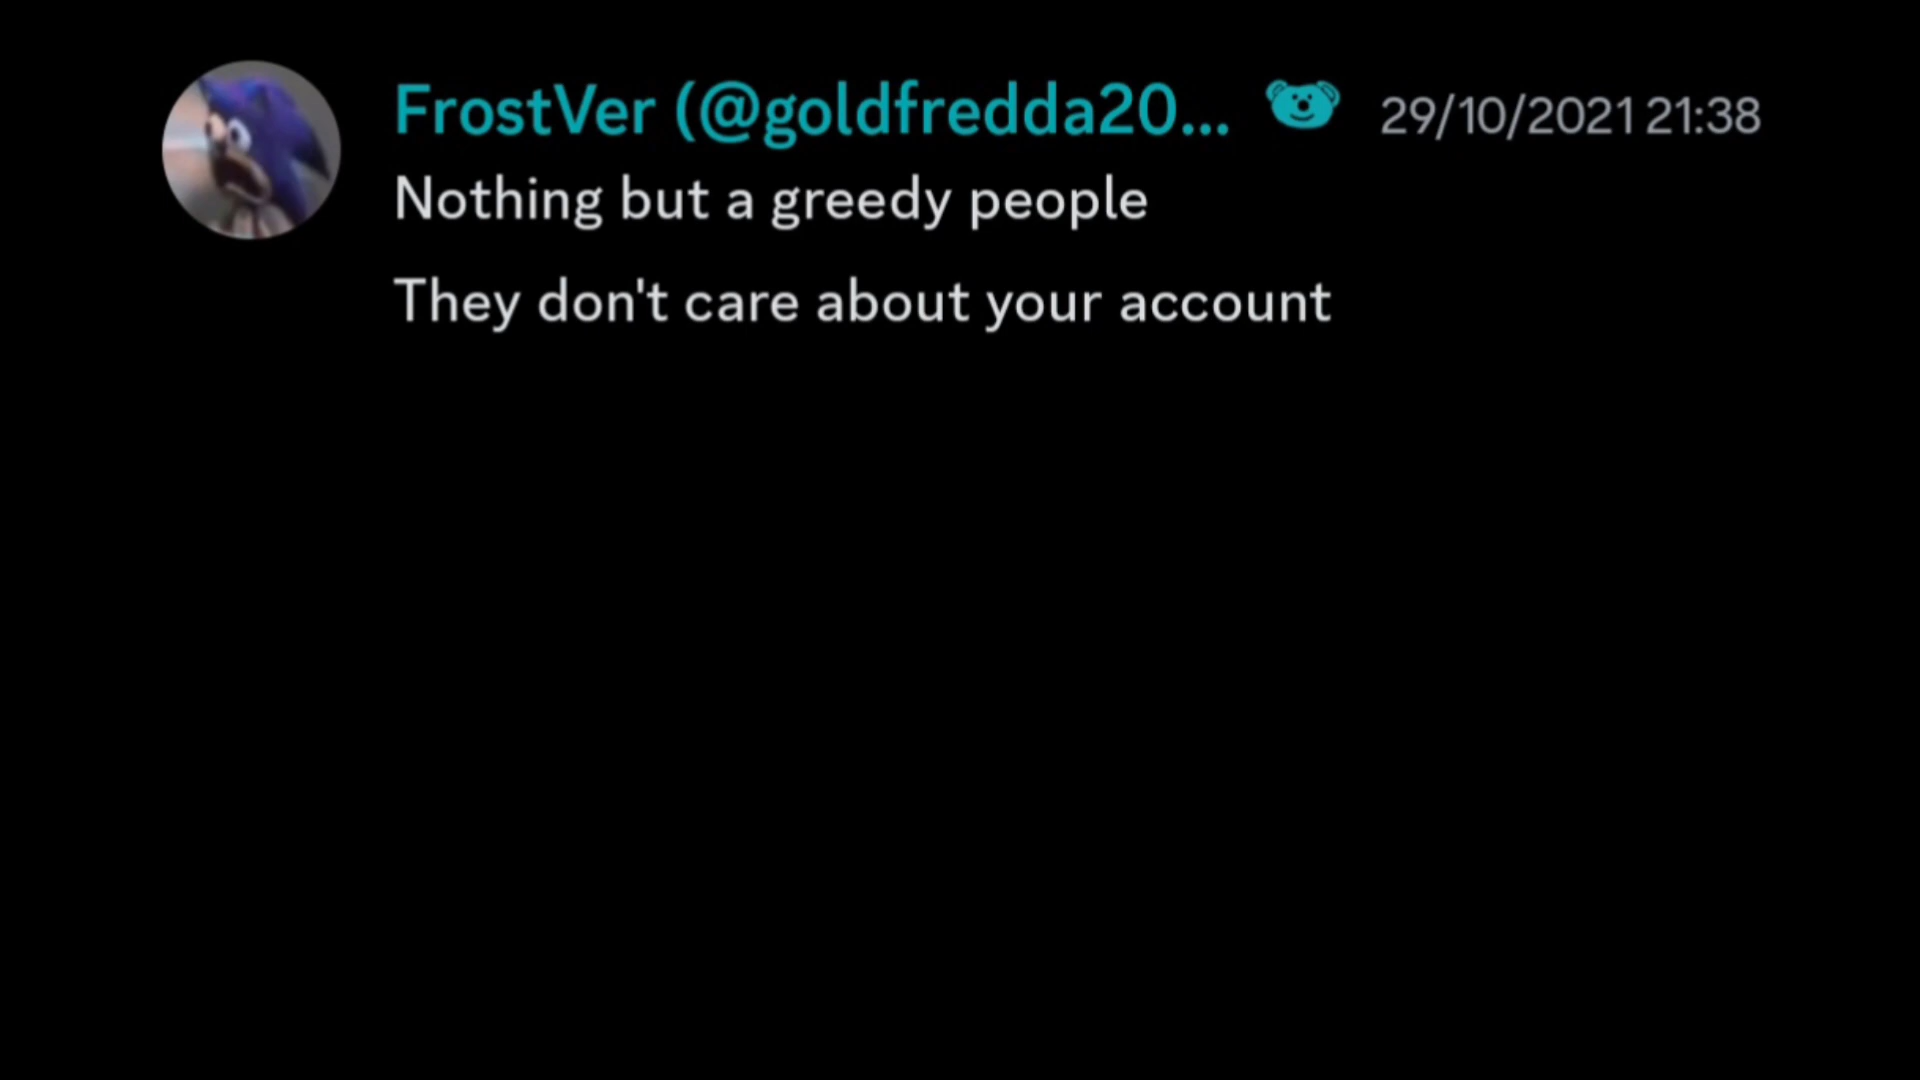 FrostVer (@goldfredda20... 29/10/2021 21:38
Nothing but a greedy people
They don't care about your account